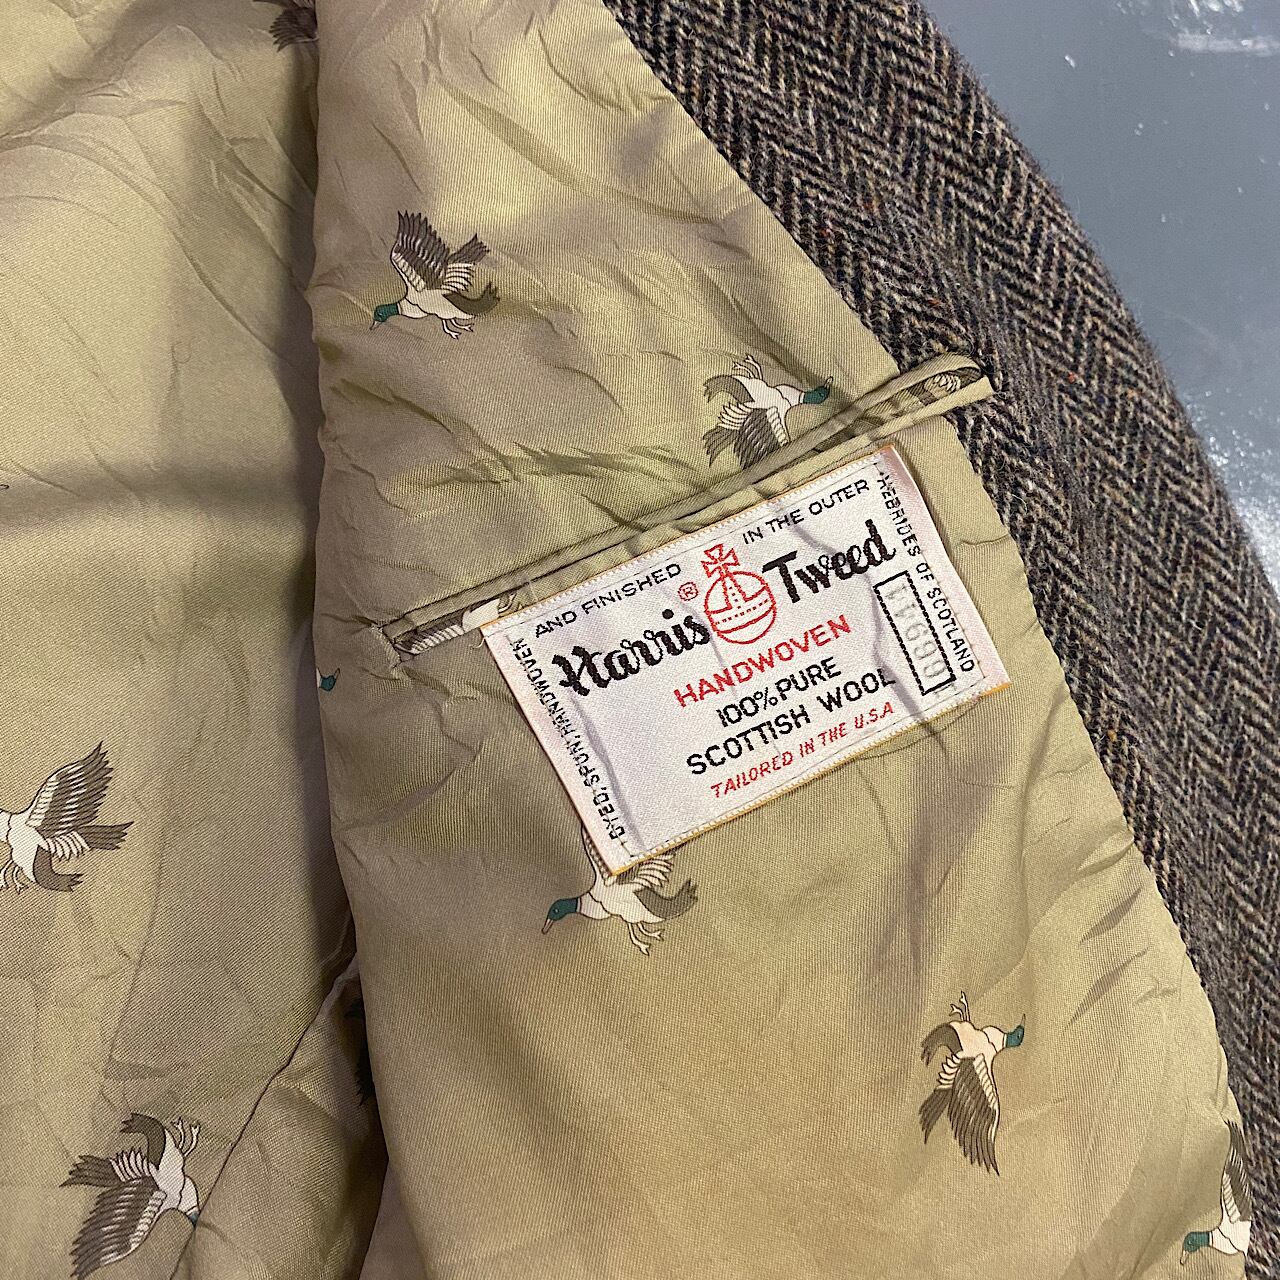 DYED, SPUN, HANDWOVEN
AND FINISHED IN THE OUTER
HEBRIDES OF SCOTLAND
Harris ® Tweed
HANDWOVEN
100% PURE
SCOTTISH WOOL
TAILORED IN THE U.S.A